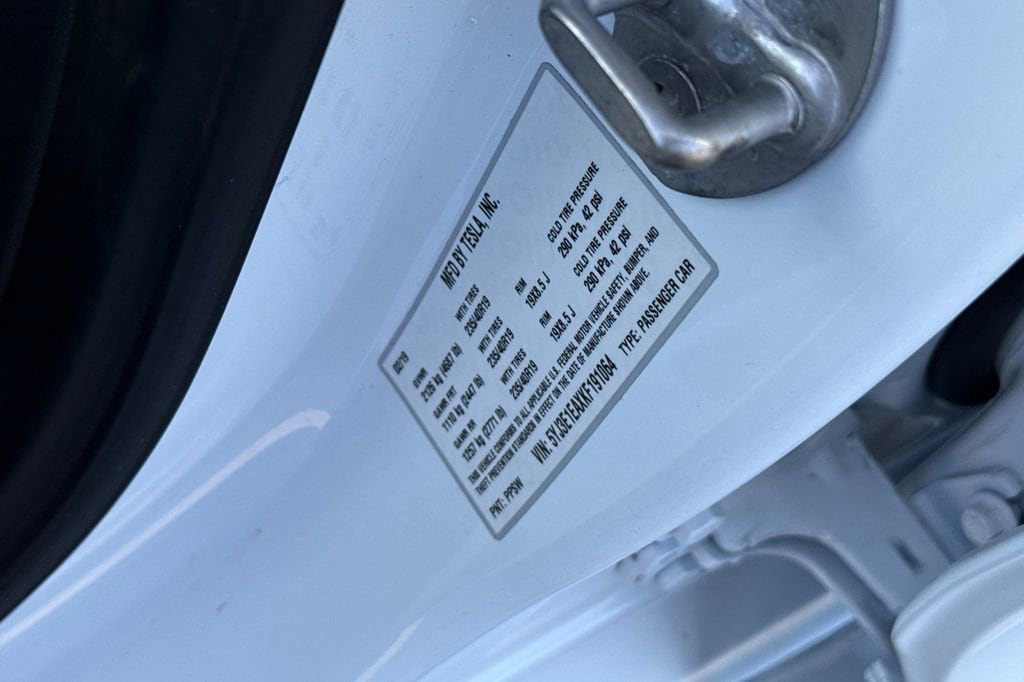 MFD BY TESLA, INC.
02/19
GVWR WITH TIRES RIM COLD TIRE PRESSURE
2126 kg (4687 lb) 235/40R19 19X8.5 J 290 kPa, 42 psi
GAWR FRT WITH TIRES RIM COLD TIRE PRESSURE
1110 kg (2447 lb) 235/40R19 19X8.5 J 290 kPa, 42 psi
GAWR RR WITH TIRES
1257 kg (2771 lb) 235/40R19
THIS VEHICLE CONFORMS TO ALL APPLICABLE U.S. FEDERAL MOTOR VEHICLE SAFETY, BUMPER, AND
THEFT PREVENTION STANDARDS IN EFFECT ON THE DATE OF MANUFACTURE SHOWN ABOVE.
VIN: 5YJ3E1EAXKF191064 TYPE: PASSENGER CAR
PNT: PPSW